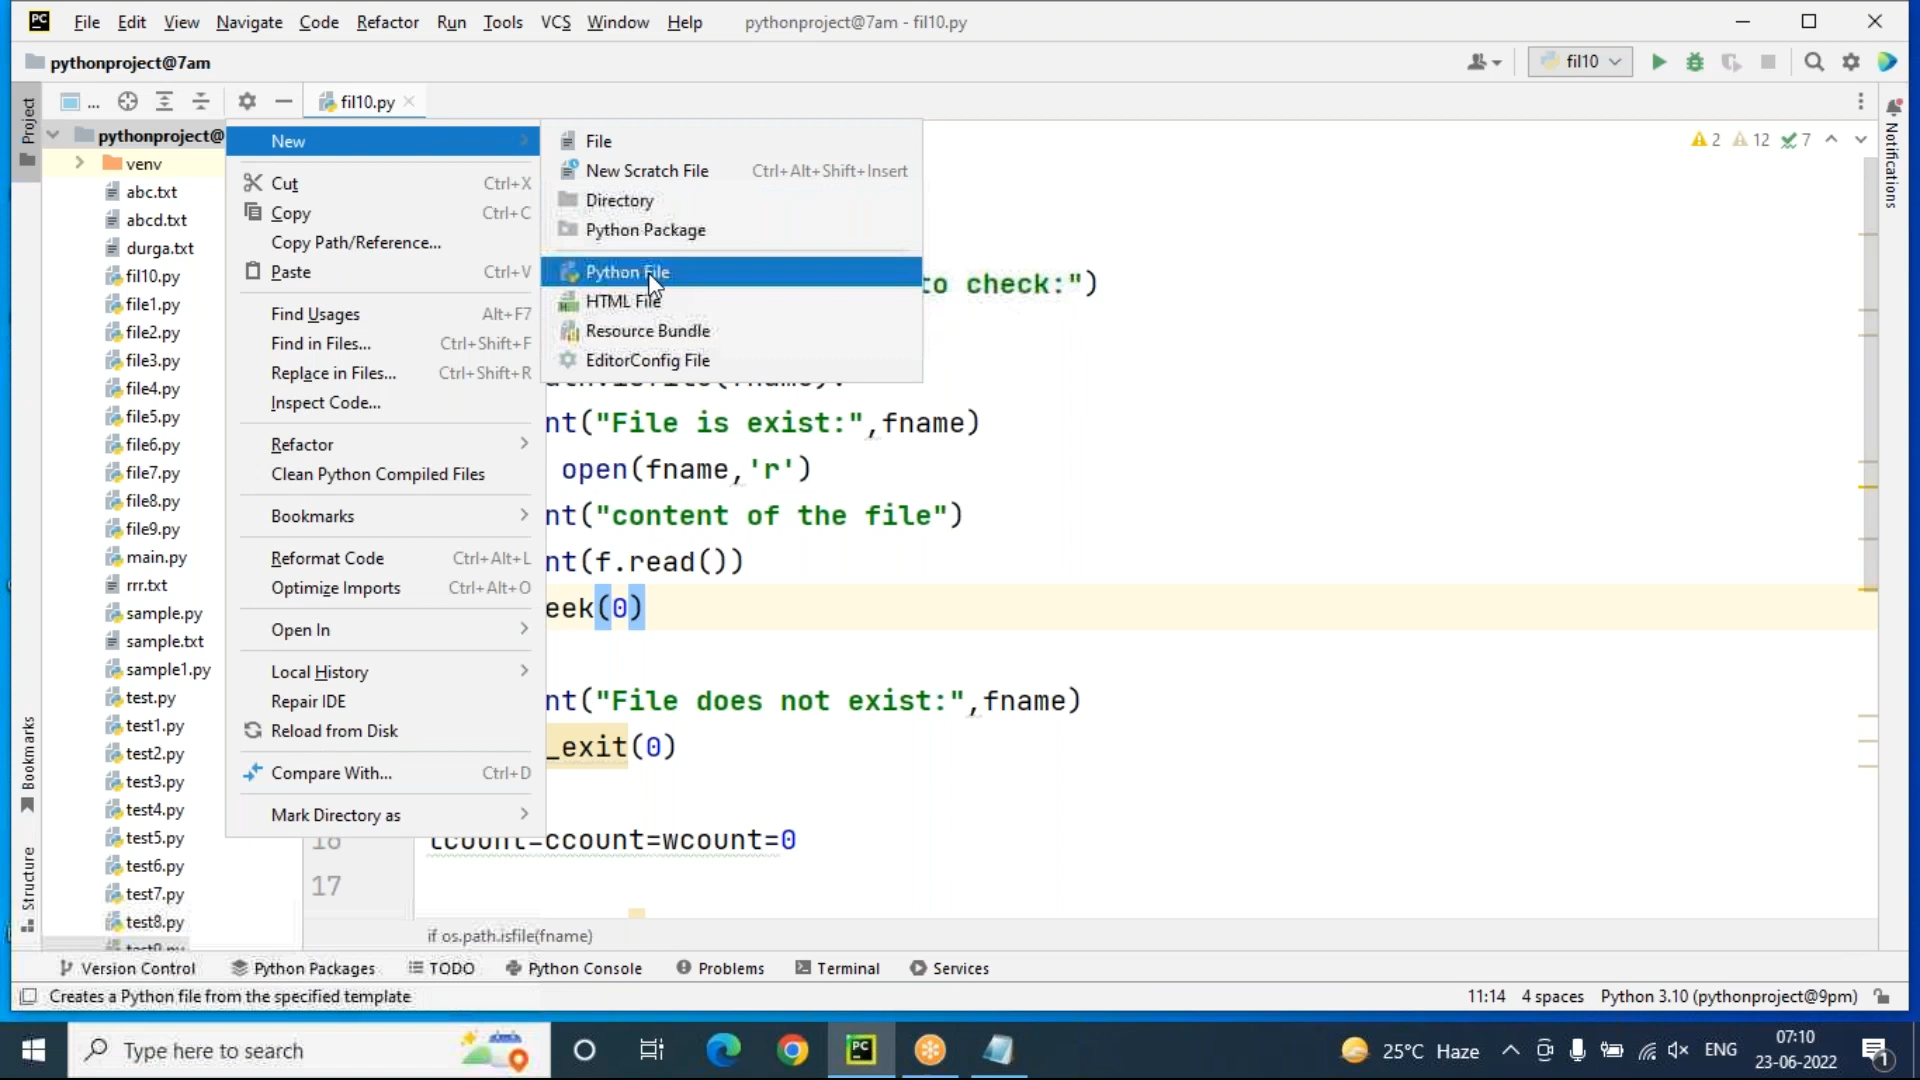 PC File Edit View Navigate Code Refactor Run Tools VCS Window Help pythonproject@7am - fil10.py
pythonproject@7am fil10
Project ... fil10.py
pythonproject@
venv
abc.txt
abcd.txt
durga.txt
fil10.py
file1.py
file2.py
file3.py
file4.py
file5.py
file6.py
file7.py
file8.py
file9.py
main.py
rrr.txt
sample.py
sample.txt
sample1.py
test.py
test1.py
test2.py
test3.py
test4.py
test5.py
test6.py
test7.py
test8.py
test9.py
New
Cut Ctrl+X
Copy Ctrl+C
Copy Path/Reference...
Paste Ctrl+V
Find Usages Alt+F7
Find in Files... Ctrl+Shift+F
Replace in Files... Ctrl+Shift+R
Inspect Code...
Refactor
Clean Python Compiled Files
Bookmarks
Reformat Code Ctrl+Alt+L
Optimize Imports Ctrl+Alt+O
Open In
Local History
Repair IDE
Reload from Disk
Compare With... Ctrl+D
Mark Directory as
File
New Scratch File Ctrl+Alt+Shift+Insert
Directory
Python Package
Python File
HTML File
Resource Bundle
EditorConfig File
2 12 7
Notifications
to check:")
nt("File is exist:",fname)
open(fname,'r')
nt("content of the file")
nt(f.read())
eek(0)
nt("File does not exist:",fname)
_exit(0)
16 lcount=ccount=wcount=0
17
if os.path.isfile(fname)
Bookmarks
Structure
Version Control Python Packages TODO Python Console Problems Terminal Services
Creates a Python file from the specified template 11:14 4 spaces Python 3.10 (pythonproject@9pm)
Type here to search PC 25°C Haze ENG 07:10
23-06-2022 1